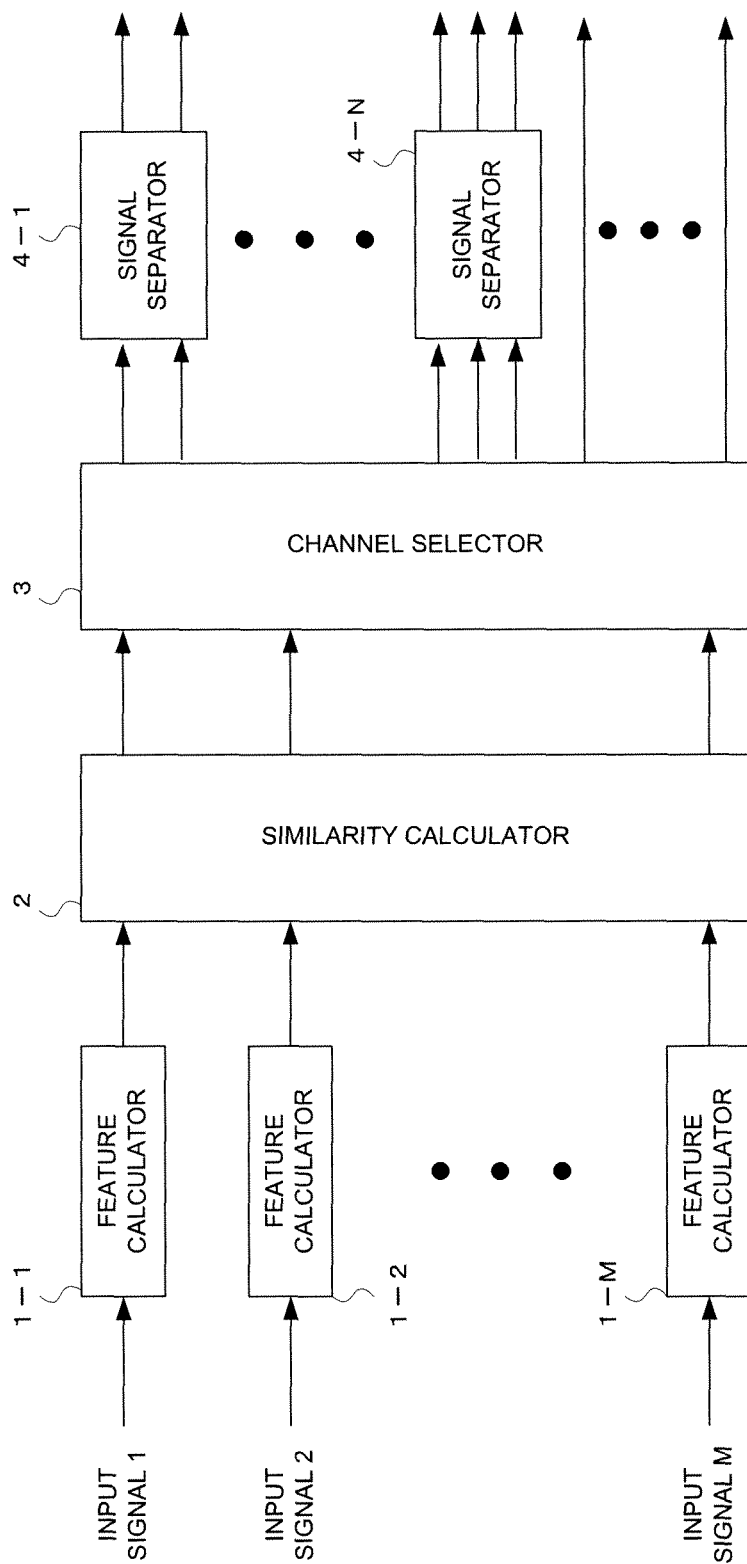 INPUT
SIGNAL 1
1-1
FEATURE
CALCULATOR
INPUT
SIGNAL 2
1-2
FEATURE
CALCULATOR
INPUT
SIGNAL M
1-M
FEATURE
CALCULATOR
2
SIMILARITY CALCULATOR
3
CHANNEL SELECTOR
4-1
SIGNAL
SEPARATOR
4-N
SIGNAL
SEPARATOR